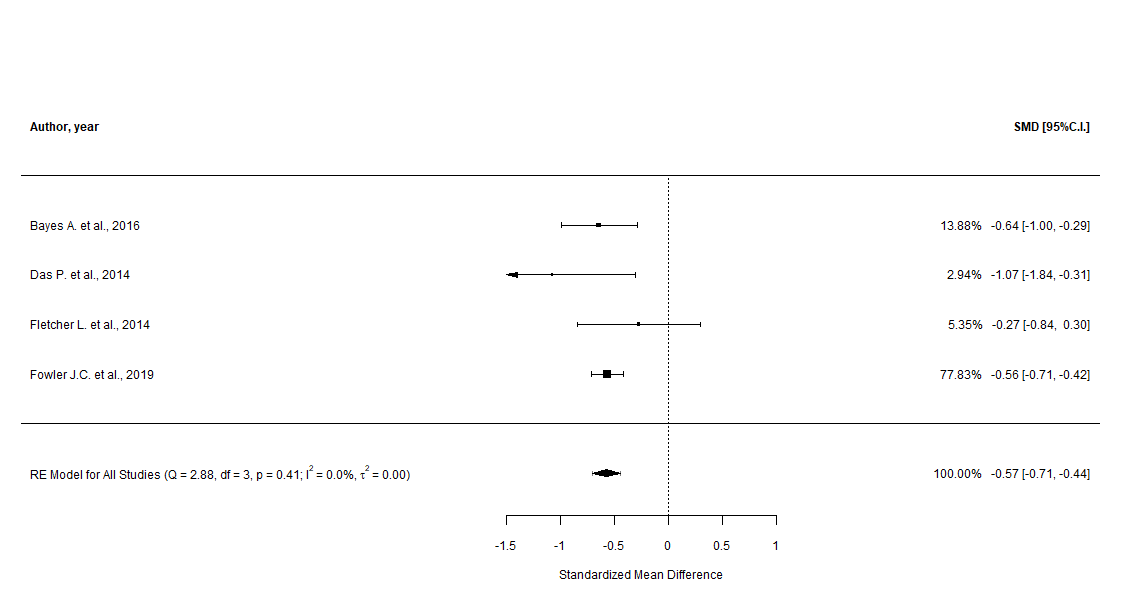 Author, year SMD [95%C.I.]
Bayes A. et al., 2016 13.88% -0.64 [-1.00, -0.29]
Das P. et al., 2014 2.94% -1.07 [-1.84, -0.31]
Fletcher L. et al., 2014 5.35% -0.27 [-0.84, 0.30]
Fowler J.C. et al., 2019 77.83% -0.56 [-0.71, -0.42]
RE Model for All Studies (Q = 2.88, df = 3, p = 0.41; I² = 0.0%, τ² = 0.00) 100.00% -0.57 [-0.71, -0.44]
-1.5 -1 -0.5 0 0.5 1
Standardized Mean Difference